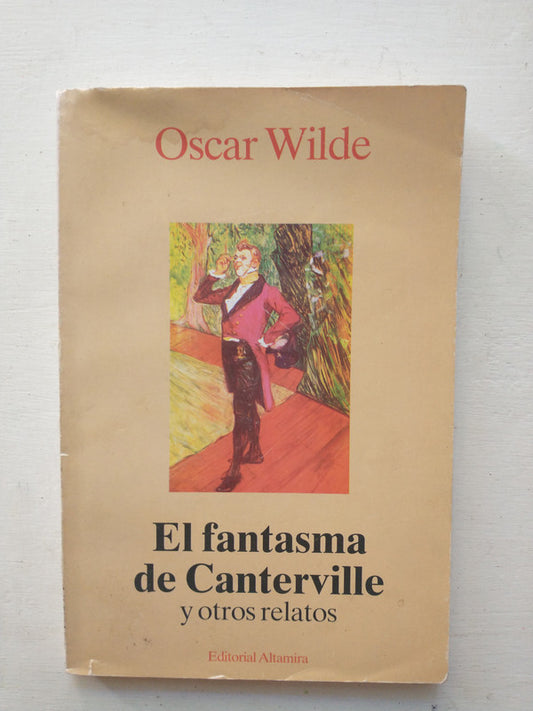 Oscar Wilde
El fantasma
de Canterville
y otros relatos
Editorial Altamira